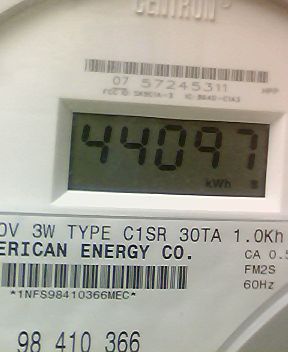 CENTRON
07 57245311
44097
kWh
0V 3W TYPE C1SR 30TA 1.0Kh
ERICAN ENERGY CO.
CA 0.5
FM2S
60Hz
*1NFS98410366MEC*
98 410 366